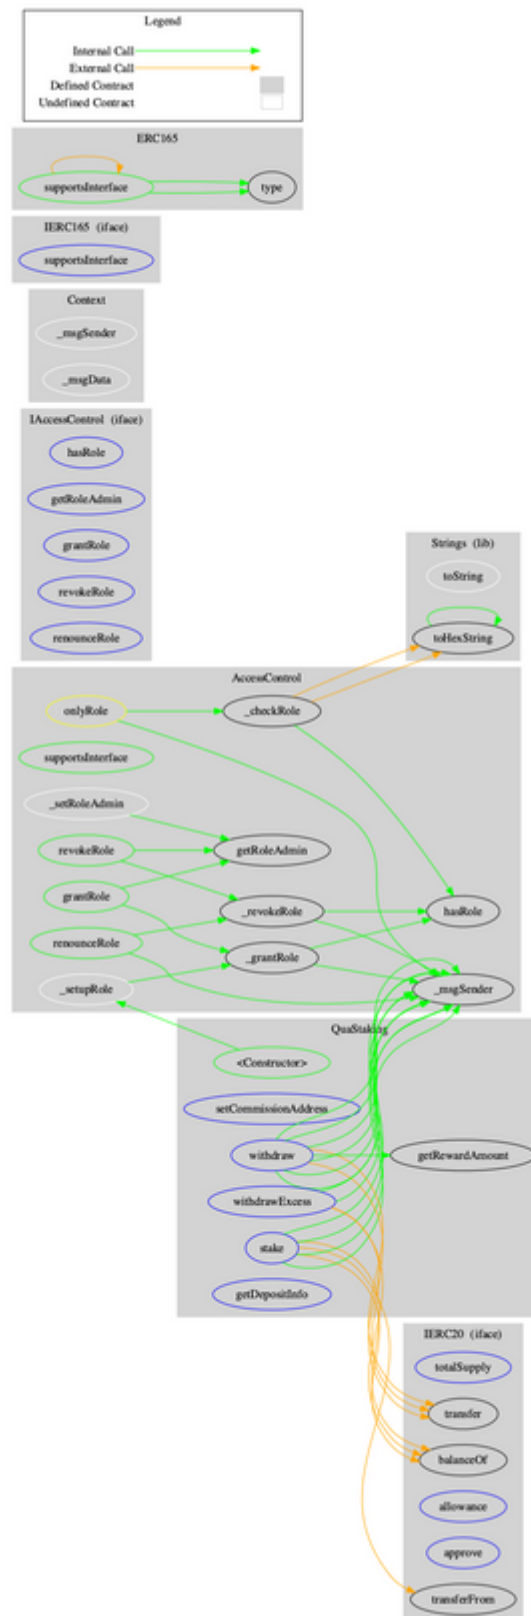 Legend
Internal Call
External Call
Defined Contract
Undefined Contract
ERC165
supportsInterface
type
IERC165 (iface)
supportsInterface
Context
_msgSender
_msgData
IAccessControl (iface)
hasRole
getRoleAdmin
grantRole
revokeRole
renounceRole
Strings (lib)
toString
toHexString
AccessControl
onlyRole
_checkRole
supportsInterface
_setRoleAdmin
revokeRole
getRoleAdmin
grantRole
_revokeRole
hasRole
renounceRole
_grantRole
_setupRole
_msgSender
QuaStaking
<Constructor>
setCommissionAddress
withdraw
getRewardAmount
withdrawExcess
stake
getDepositInfo
IERC20 (iface)
totalSupply
transfer
balanceOf
allowance
approve
transferFrom